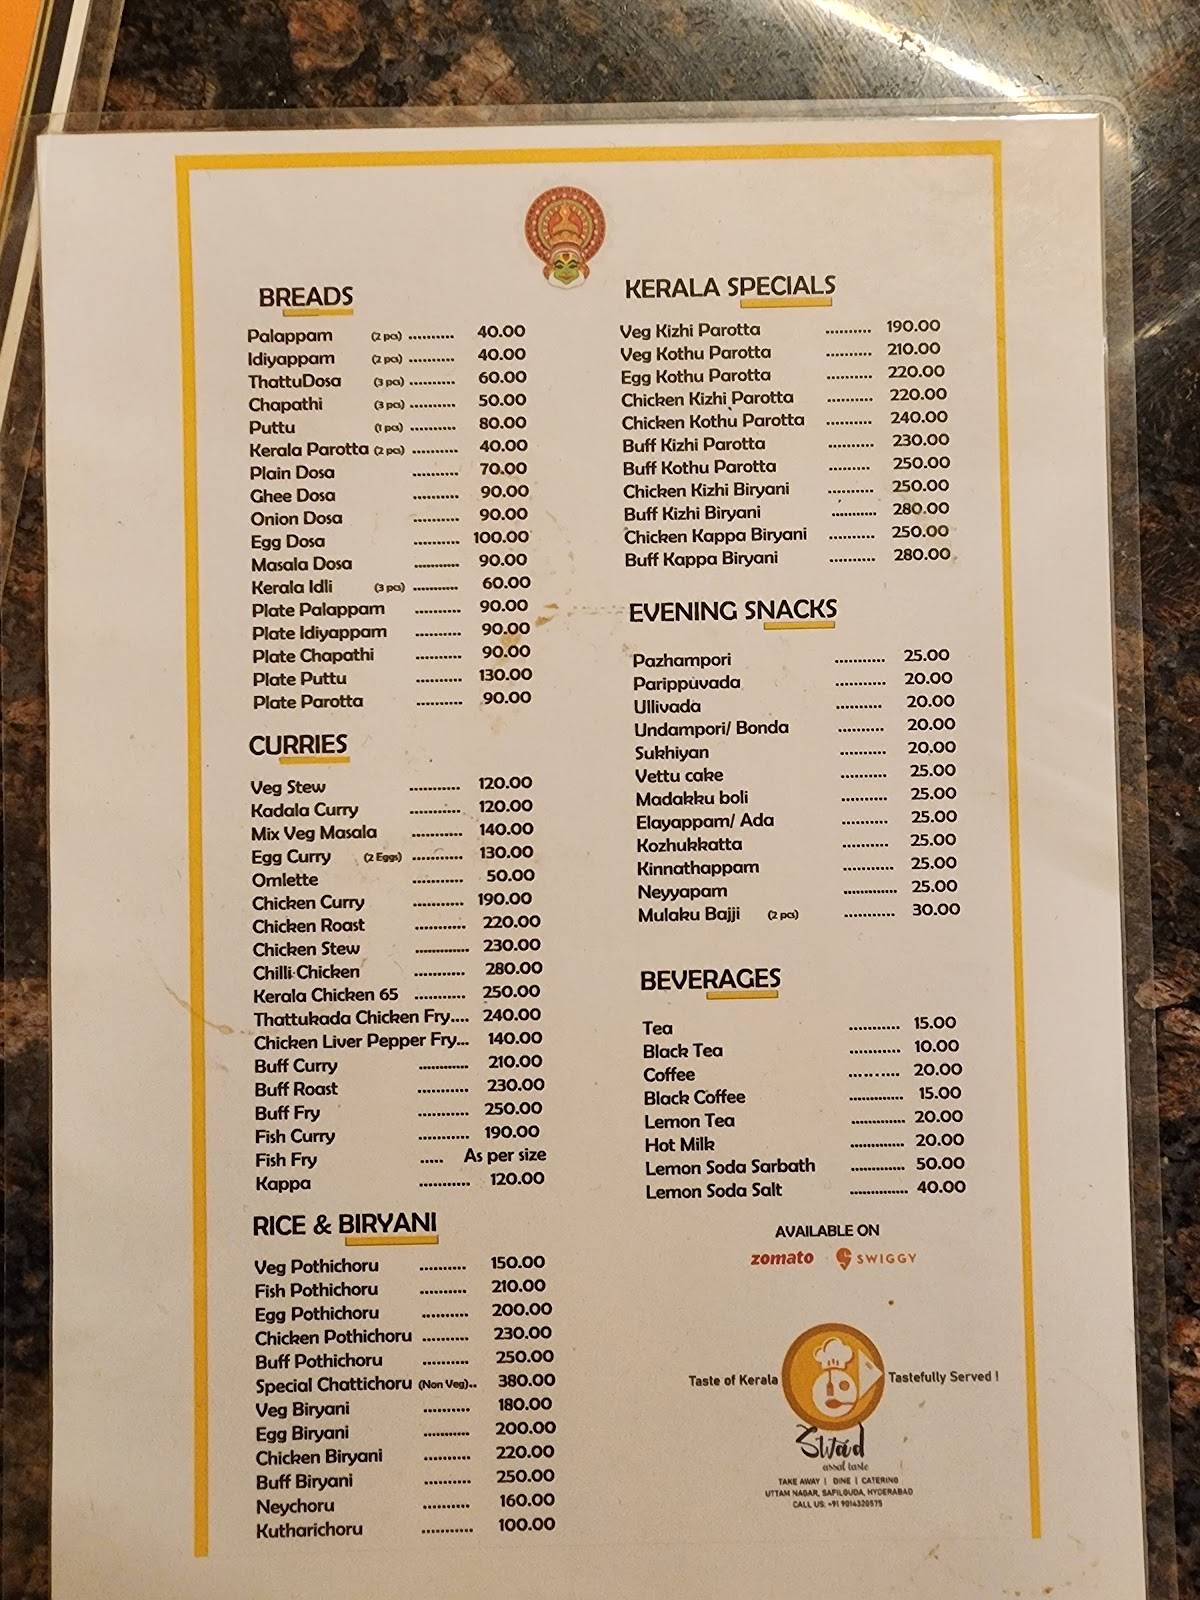 BREADS
Palappam (2 pcs) .......... 40.00
Idiyappam (2 pcs) .......... 40.00
ThattuDosa (3 pcs) .......... 60.00
Chapathi (3 pcs) .......... 50.00
Puttu (1 pcs) .......... 80.00
Kerala Parotta (2 pcs) .......... 40.00
Plain Dosa .......... 70.00
Ghee Dosa .......... 90.00
Onion Dosa .......... 90.00
Egg Dosa .......... 100.00
Masala Dosa .......... 90.00
Kerala Idli (3 pcs) .......... 60.00
Plate Palappam .......... 90.00
Plate Idiyappam .......... 90.00
Plate Chapathi .......... 90.00
Plate Puttu .......... 130.00
Plate Parotta .......... 90.00
CURRIES
Veg Stew ........... 120.00
Kadala Curry ........... 120.00
Mix Veg Masala ........... 140.00
Egg Curry (2 Eggs) ........... 130.00
Omlette ........... 50.00
Chicken Curry ........... 190.00
Chicken Roast ........... 220.00
Chicken Stew ............ 230.00
Chilli Chicken ........... 280.00
Kerala Chicken 65 ........... 250.00
Thattukada Chicken Fry.... 240.00
Chicken Liver Pepper Fry... 140.00
Buff Curry ........... 210.00
Buff Roast ........... 230.00
Buff Fry ........... 250.00
Fish Curry ........... 190.00
Fish Fry ..... As per size
Kappa ........... 120.00
RICE & BIRYANI
Veg Pothichoru .......... 150.00
Fish Pothichoru .......... 210.00
Egg Pothichoru .......... 200.00
Chicken Pothichoru .......... 230.00
Buff Pothichoru .......... 250.00
Special Chattichoru (Non Veg).. 380.00
Veg Biryani .......... 180.00
Egg Biryani .......... 200.00
Chicken Biryani .......... 220.00
Buff Biryani .......... 250.00
Neychoru .......... 160.00
Kutharichoru ........... 100.00
KERALA SPECIALS
Veg Kizhi Parotta .......... 190.00
Veg Kothu Parotta .......... 210.00
Egg Kothu Parotta .......... 220.00
Chicken Kizhi Parotta .......... 220.00
Chicken Kothu Parotta .......... 240.00
Buff Kizhi Parotta .......... 230.00
Buff Kothu Parotta ......... 250.00
Chicken Kizhi Biryani .......... 250.00
Buff Kizhi Biryani .......... 280.00
Chicken Kappa Biryani .......... 250.00
Buff Kappa Biryani .......... 280.00
EVENING SNACKS
Pazhampori ........... 25.00
Parippuvada ........... 20.00
Ullivada .......... 20.00
Undampori/ Bonda .......... 20.00
Sukhiyan .......... 20.00
Vettu cake .......... 25.00
Madakku boli .......... 25.00
Elayappam/ Ada .......... 25.00
Kozhukkatta .......... 25.00
Kinnathappam ........... 25.00
Neyyapam ............ 25.00
Mulaku Bajji (2 pcs) ........... 30.00
BEVERAGES
Tea ........... 15.00
Black Tea ........... 10.00
Coffee ........... 20.00
Black Coffee ............ 15.00
Lemon Tea ............ 20.00
Hot Milk ............ 20.00
Lemon Soda Sarbath ............ 50.00
Lemon Soda Salt ............. 40.00
AVAILABLE ON
zomato SWIGGY
Taste of Kerala Tastefully Served !
Swad
assal taste
TAKE AWAY | DINE | CATERING
UTTAM NAGAR, SAFILGUDA, HYDERABAD
CALL US: +91 9014320575